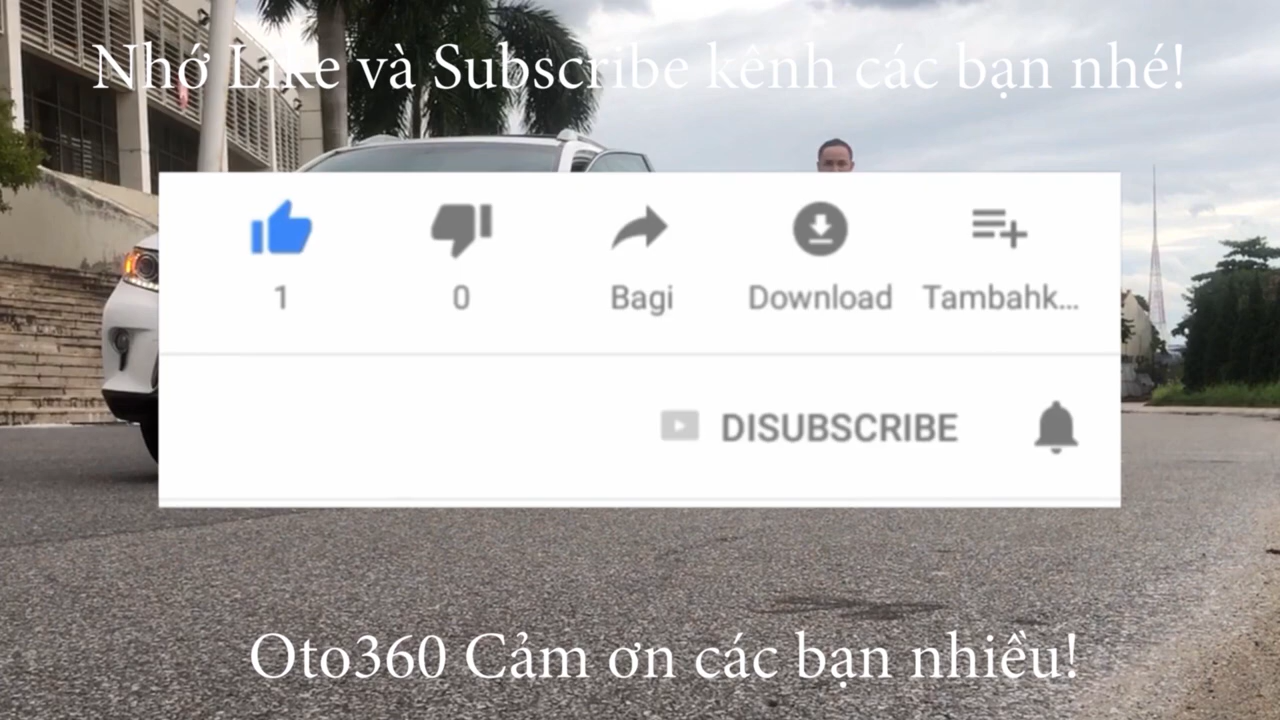 Nhớ Like và Subscribe kênh các bạn nhé!
1 0 Bagi Download Tambahk...
DISUBSCRIBE
Oto360 Cảm ơn các bạn nhiều!